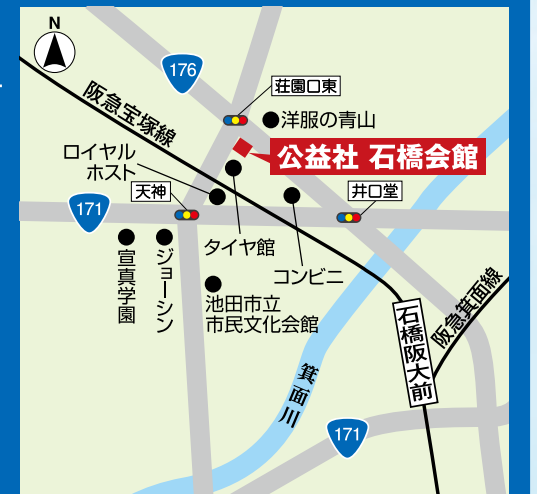 N
176
荘園口東
洋服の青山
阪急宝塚線
公益社 石橋会館
ロイヤル
ホスト
天神
171
井口堂
タイヤ館
コンビニ
宣真学園
ジョーシン
池田市立
市民文化会館
阪急箕面線
石橋阪大前
箕面川
171